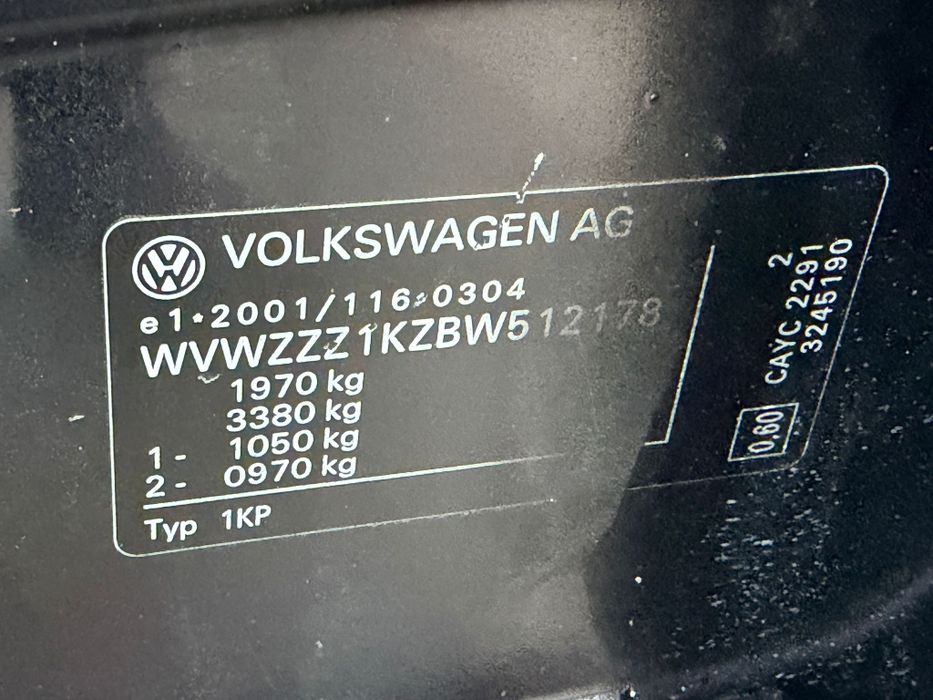 VOLKSWAGEN AG
e1*2001/116*0304
WVWZZZ1KZBW512178
1970 kg
3380 kg
1- 1050 kg
2- 0970 kg
Typ 1KP
2
CAYC 2291
3245190
0,60